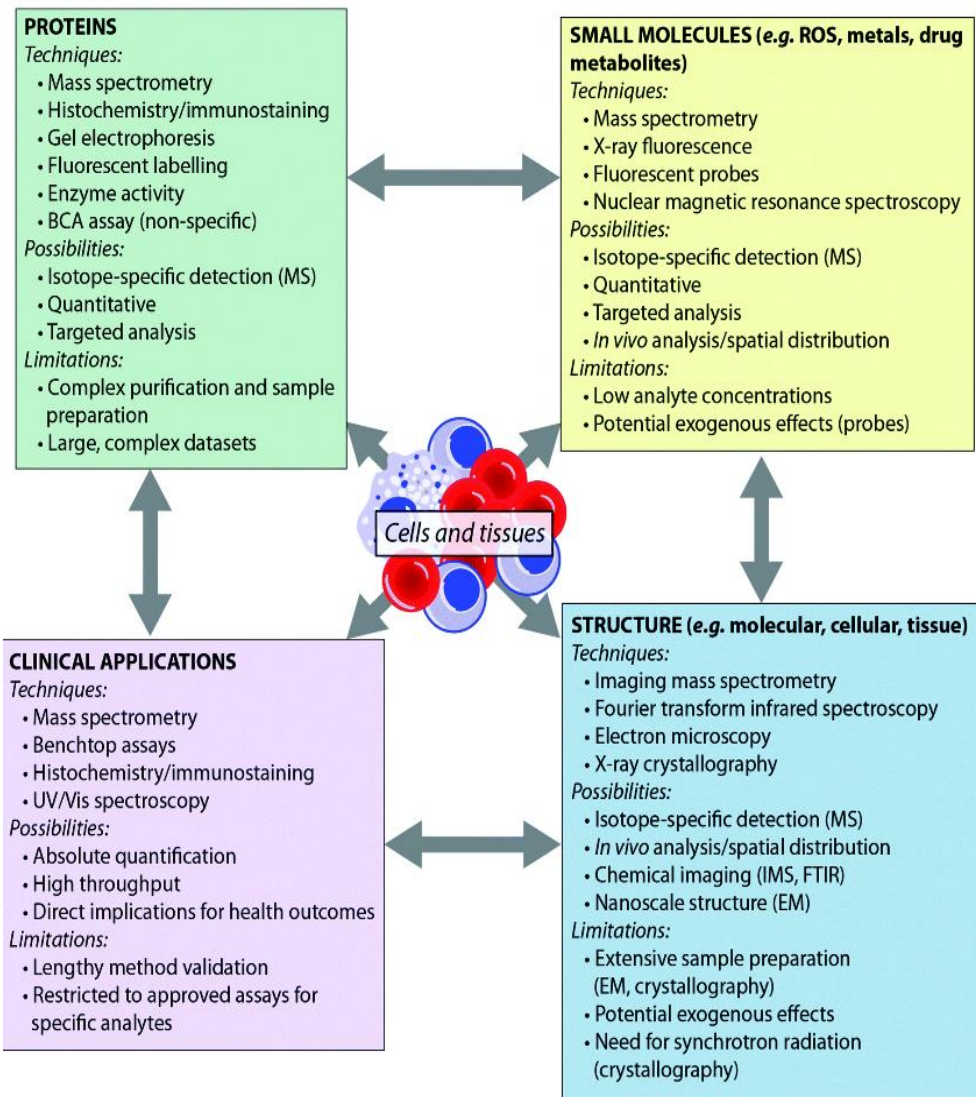 PROTEINS
Techniques:
• Mass spectrometry
• Histochemistry/immunostaining
• Gel electrophoresis
• Fluorescent labelling
• Enzyme activity
• BCA assay (non-specific)
Possibilities:
• Isotope-specific detection (MS)
• Quantitative
• Targeted analysis
Limitations:
• Complex purification and sample
preparation
• Large, complex datasets
SMALL MOLECULES (e.g. ROS, metals, drug
metabolites)
Techniques:
• Mass spectrometry
• X-ray fluorescence
• Fluorescent probes
• Nuclear magnetic resonance spectroscopy
Possibilities:
• Isotope-specific detection (MS)
• Quantitative
• Targeted analysis
• In vivo analysis/spatial distribution
Limitations:
• Low analyte concentrations
• Potential exogenous effects (probes)
Cells and tissues
CLINICAL APPLICATIONS
Techniques:
• Mass spectrometry
• Benchtop assays
• Histochemistry/immunostaining
• UV/Vis spectroscopy
Possibilities:
• Absolute quantification
• High throughput
• Direct implications for health outcomes
Limitations:
• Lengthy method validation
• Restricted to approved assays for
specific analytes
STRUCTURE (e.g. molecular, cellular, tissue)
Techniques:
• Imaging mass spectrometry
• Fourier transform infrared spectroscopy
• Electron microscopy
• X-ray crystallography
Possibilities:
• Isotope-specific detection (MS)
• In vivo analysis/spatial distribution
• Chemical imaging (IMS, FTIR)
• Nanoscale structure (EM)
Limitations:
• Extensive sample preparation
(EM, crystallography)
• Potential exogenous effects
• Need for synchrotron radiation
(crystallography)